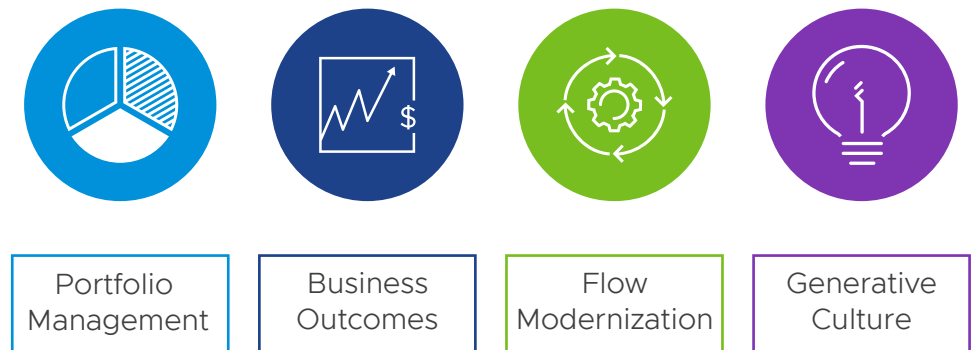 $
Portfolio
Management
Business
Outcomes
Flow
Modernization
Generative
Culture